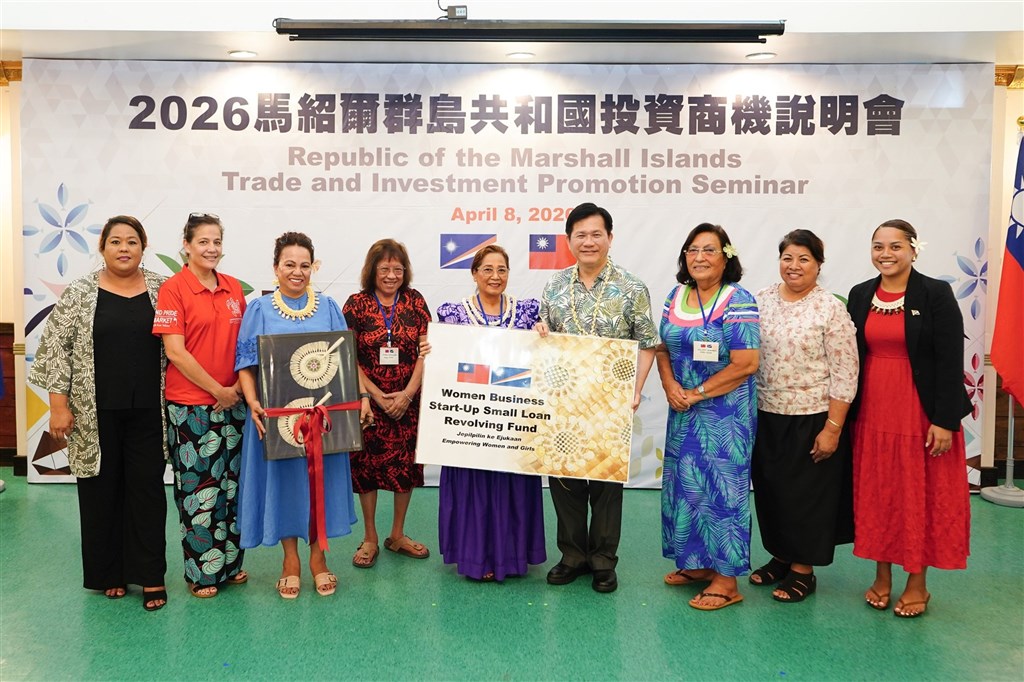 2026馬紹爾群島共和國投資商機說明會
Republic of the Marshall Islands
Trade and Investment Promotion Seminar
April 8, 2026
Women Business
Start-Up Small Loan
Revolving Fund
Jepilpilin ke Ejukaan
Empowering Women and Girls